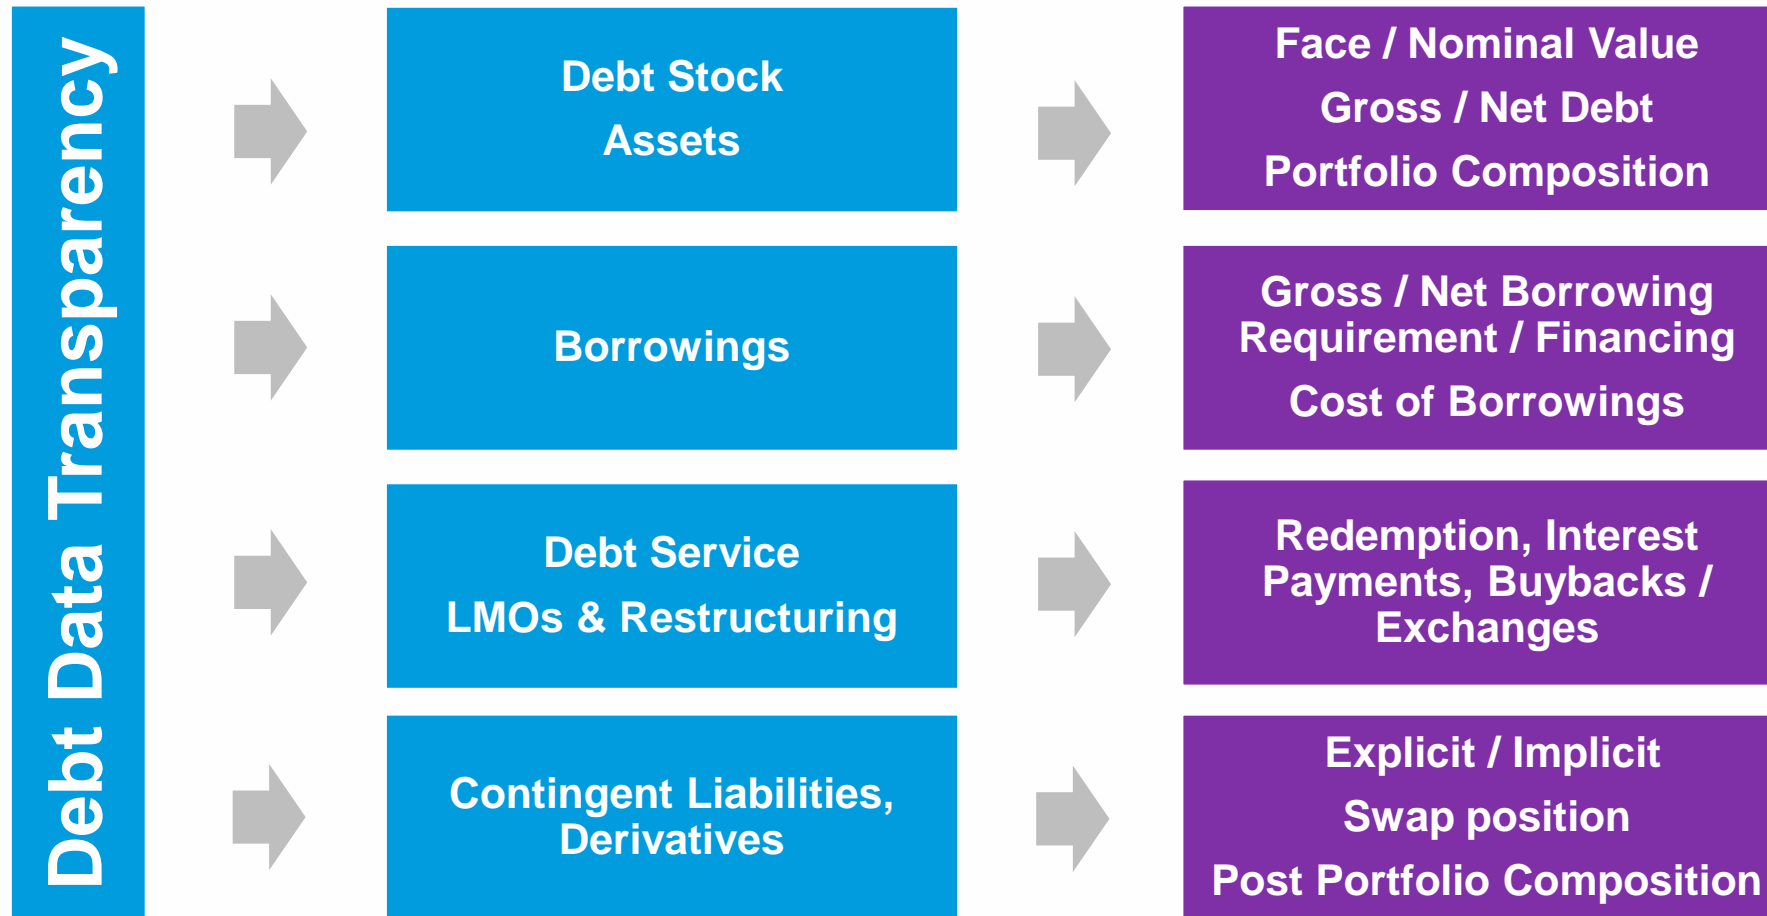 Debt Data Transparency
Debt Stock
Assets
Face / Nominal Value
Gross / Net Debt
Portfolio Composition
Borrowings
Gross / Net Borrowing
Requirement / Financing
Cost of Borrowings
Debt Service
LMOs & Restructuring
Redemption, Interest
Payments, Buybacks /
Exchanges
Contingent Liabilities,
Derivatives
Explicit / Implicit
Swap position
Post Portfolio Composition